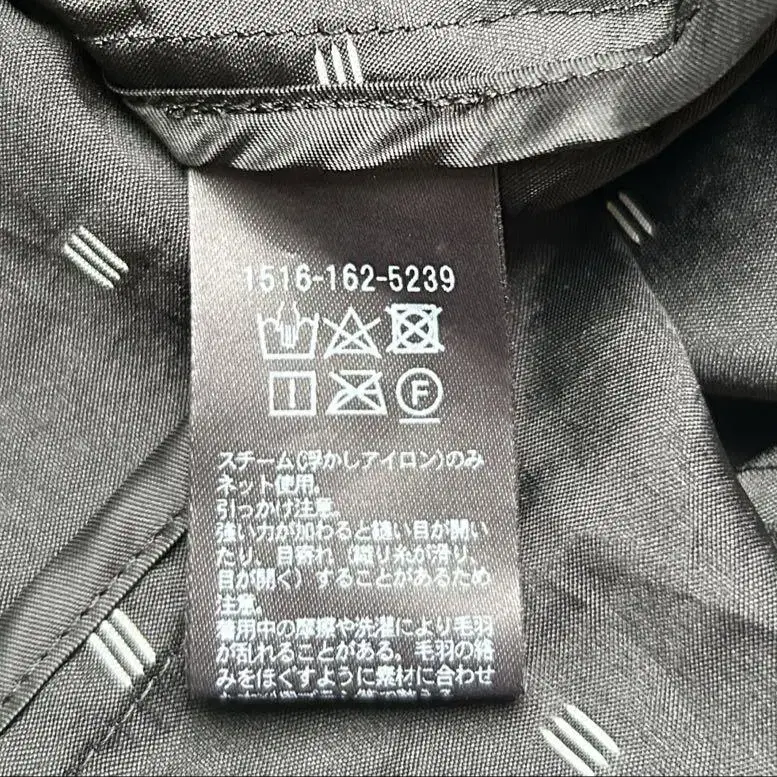 1516-162-5239
F
スチーム(浮かしアイロン)のみ
ネット使用。
引っかけ注意。
強い力が加わると縫い目が開い
たり、目寄れ（織り糸が滑り、
目が開く）することがあるため
注意。
着用中の摩擦や洗濯により毛羽
が乱れることがある。毛羽の絡
みをほぐすように素材に合わせ